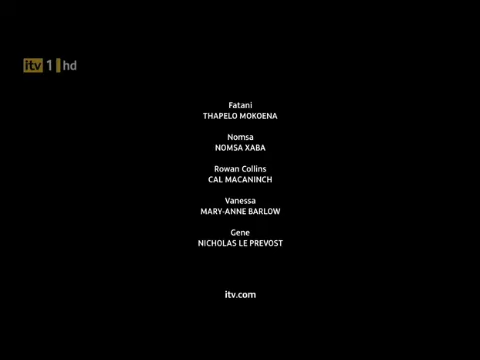 itv 1 hd
Fatani
THAPELO MOKOENA
Nomsa
NOMSA XABA
Rowan Collins
CAL MACANINCH
Vanessa
MARY-ANNE BARLOW
Gene
NICHOLAS LE PREVOST
itv.com